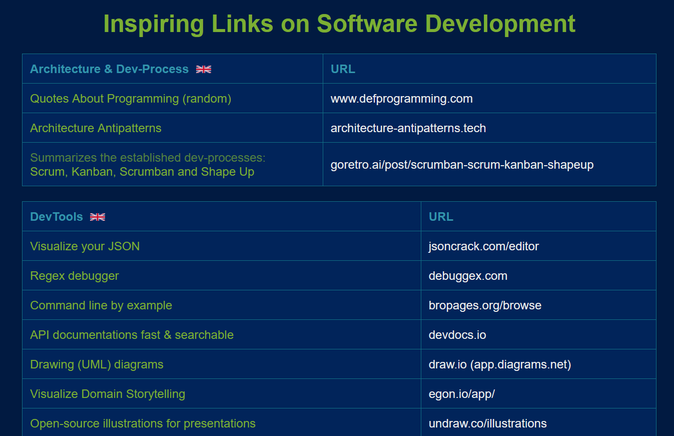 Inspiring Links on Software Development
Architecture & Dev-Process URL
Quotes About Programming (random) www.defprogramming.com
Architecture Antipatterns architecture-antipatterns.tech
Summarizes the established dev-processes:
Scrum, Kanban, Scrumban and Shape Up goretro.ai/post/scrumban-scrum-kanban-shapeup
DevTools URL
Visualize your JSON jsoncrack.com/editor
Regex debugger debuggex.com
Command line by example bropages.org/browse
API documentations fast & searchable devdocs.io
Drawing (UML) diagrams draw.io (app.diagrams.net)
Visualize Domain Storytelling egon.io/app/
Open-source illustrations for presentations undraw.co/illustrations